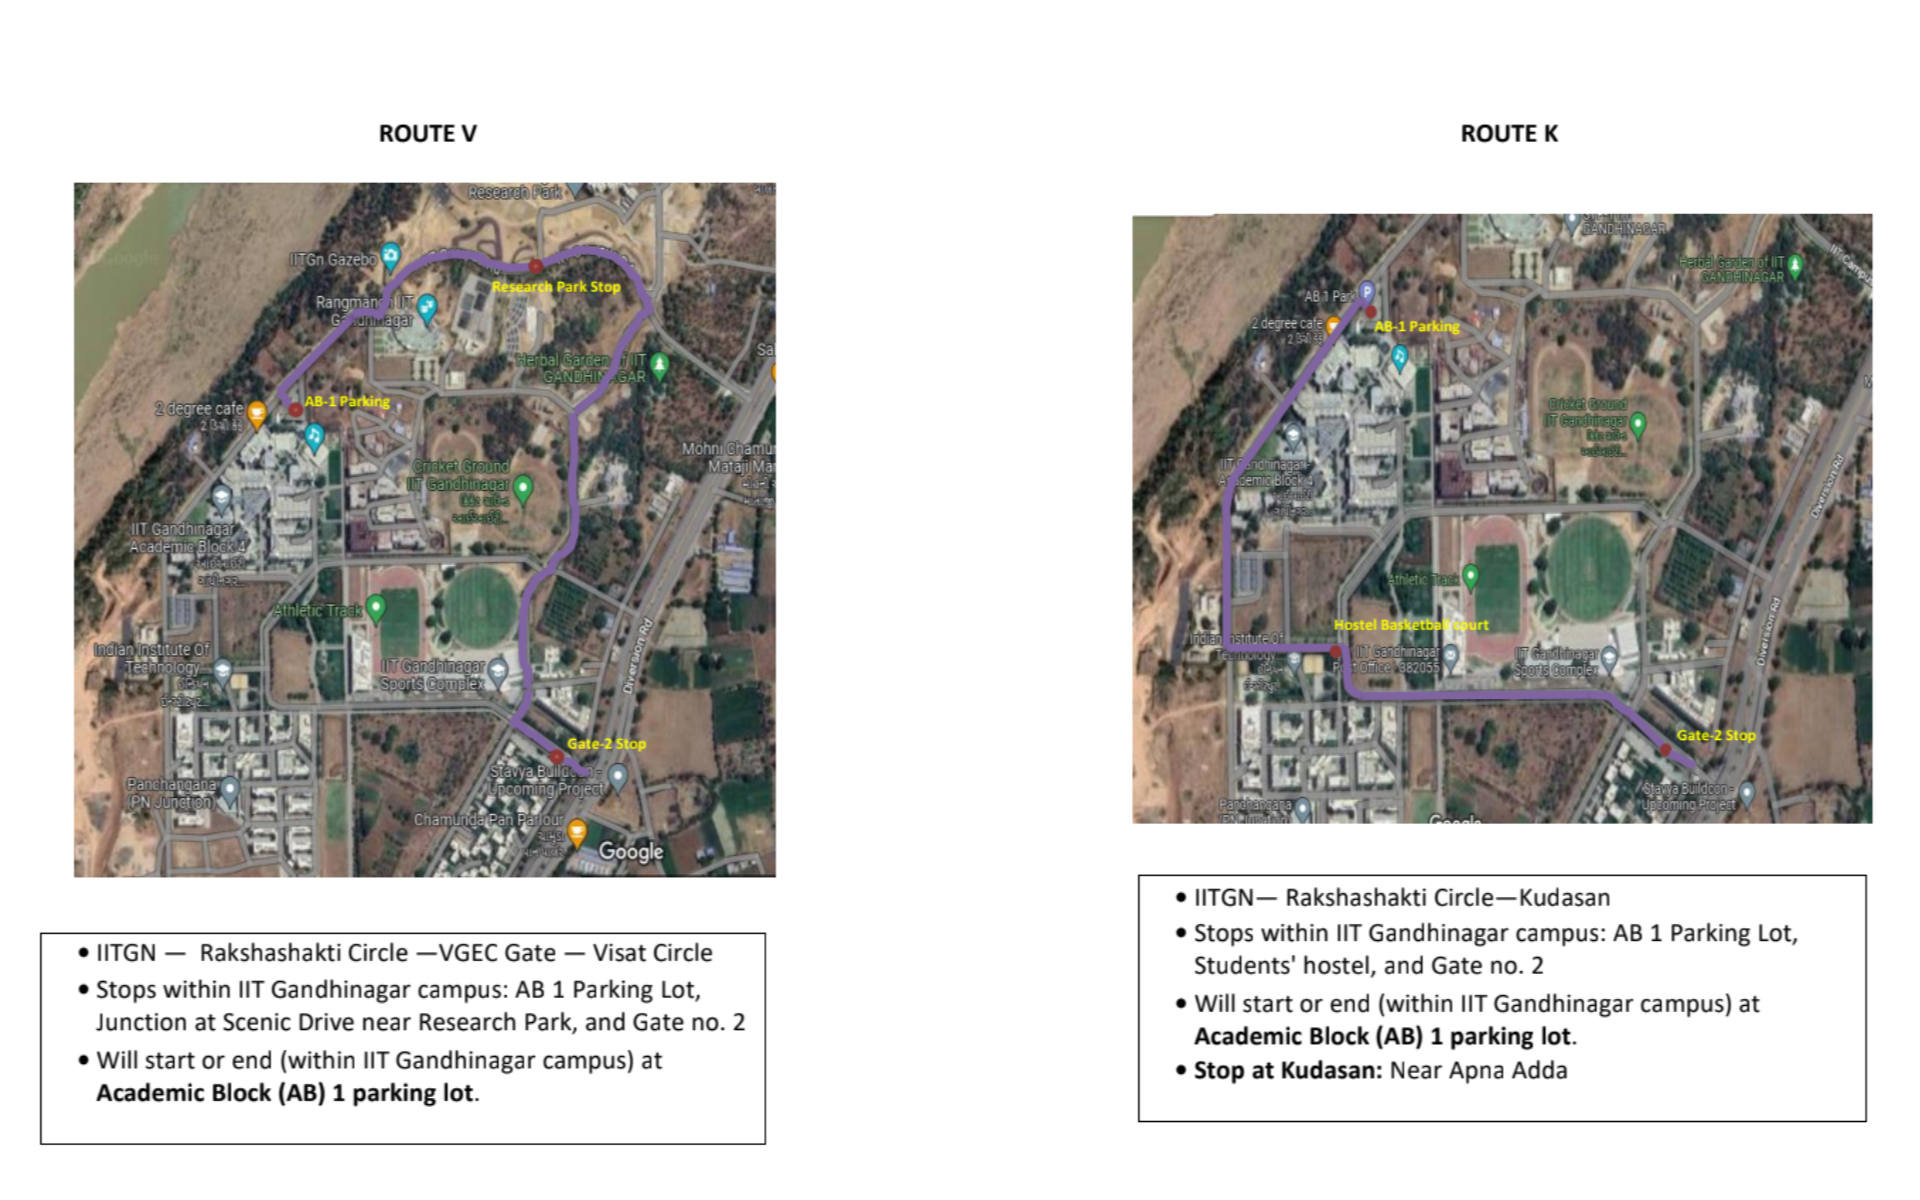 ROUTE V
Research Park
IITGn Gazebo
Research Park Stop
Rangmanch IIT
Gandhinagar
Herbal Garden of IIT
GANDHINAGAR
AB-1 Parking
2 degree cafe
Mohni Chamun
Mataji Ma
Cricket Ground
IIT Gandhinagar
IIT Gandhinagar -
Academic Block 4
Athletic Track
Indian Institute Of
Technology
IIT Gandhinagar
Sports Complex
Diversion Rd
Gate-2 Stop
Stavya Buildcon -
Upcoming Project
Panchangana
(PN Junction)
Chamunda Pan Parlour
Google
• IITGN — Rakshashakti Circle —VGEC Gate — Visat Circle
• Stops within IIT Gandhinagar campus: AB 1 Parking Lot,
Junction at Scenic Drive near Research Park, and Gate no. 2
• Will start or end (within IIT Gandhinagar campus) at
Academic Block (AB) 1 parking lot.
ROUTE K
GANDHINAGAR
Herbal Garden of IIT
GANDHINAGAR
IIT Campus
AB 1 Park
P
2 degree cafe
AB-1 Parking
Cricket Ground
IIT Gandhinagar
IIT Gandhinagar -
Academic Block 4
Diversion Rd
Athletic Track
Hostel Basketball court
Indian Institute Of
Technology
IIT Gandhinagar
Post Office - 382055
IIT Gandhinagar
Sports Complex
Diversion Rd
Gate-2 Stop
Stavya Buildcon -
Upcoming Project
Panchangana
(PN Junction)
Google
• IITGN— Rakshashakti Circle—Kudasan
• Stops within IIT Gandhinagar campus: AB 1 Parking Lot,
Students' hostel, and Gate no. 2
• Will start or end (within IIT Gandhinagar campus) at
Academic Block (AB) 1 parking lot.
• Stop at Kudasan: Near Apna Adda